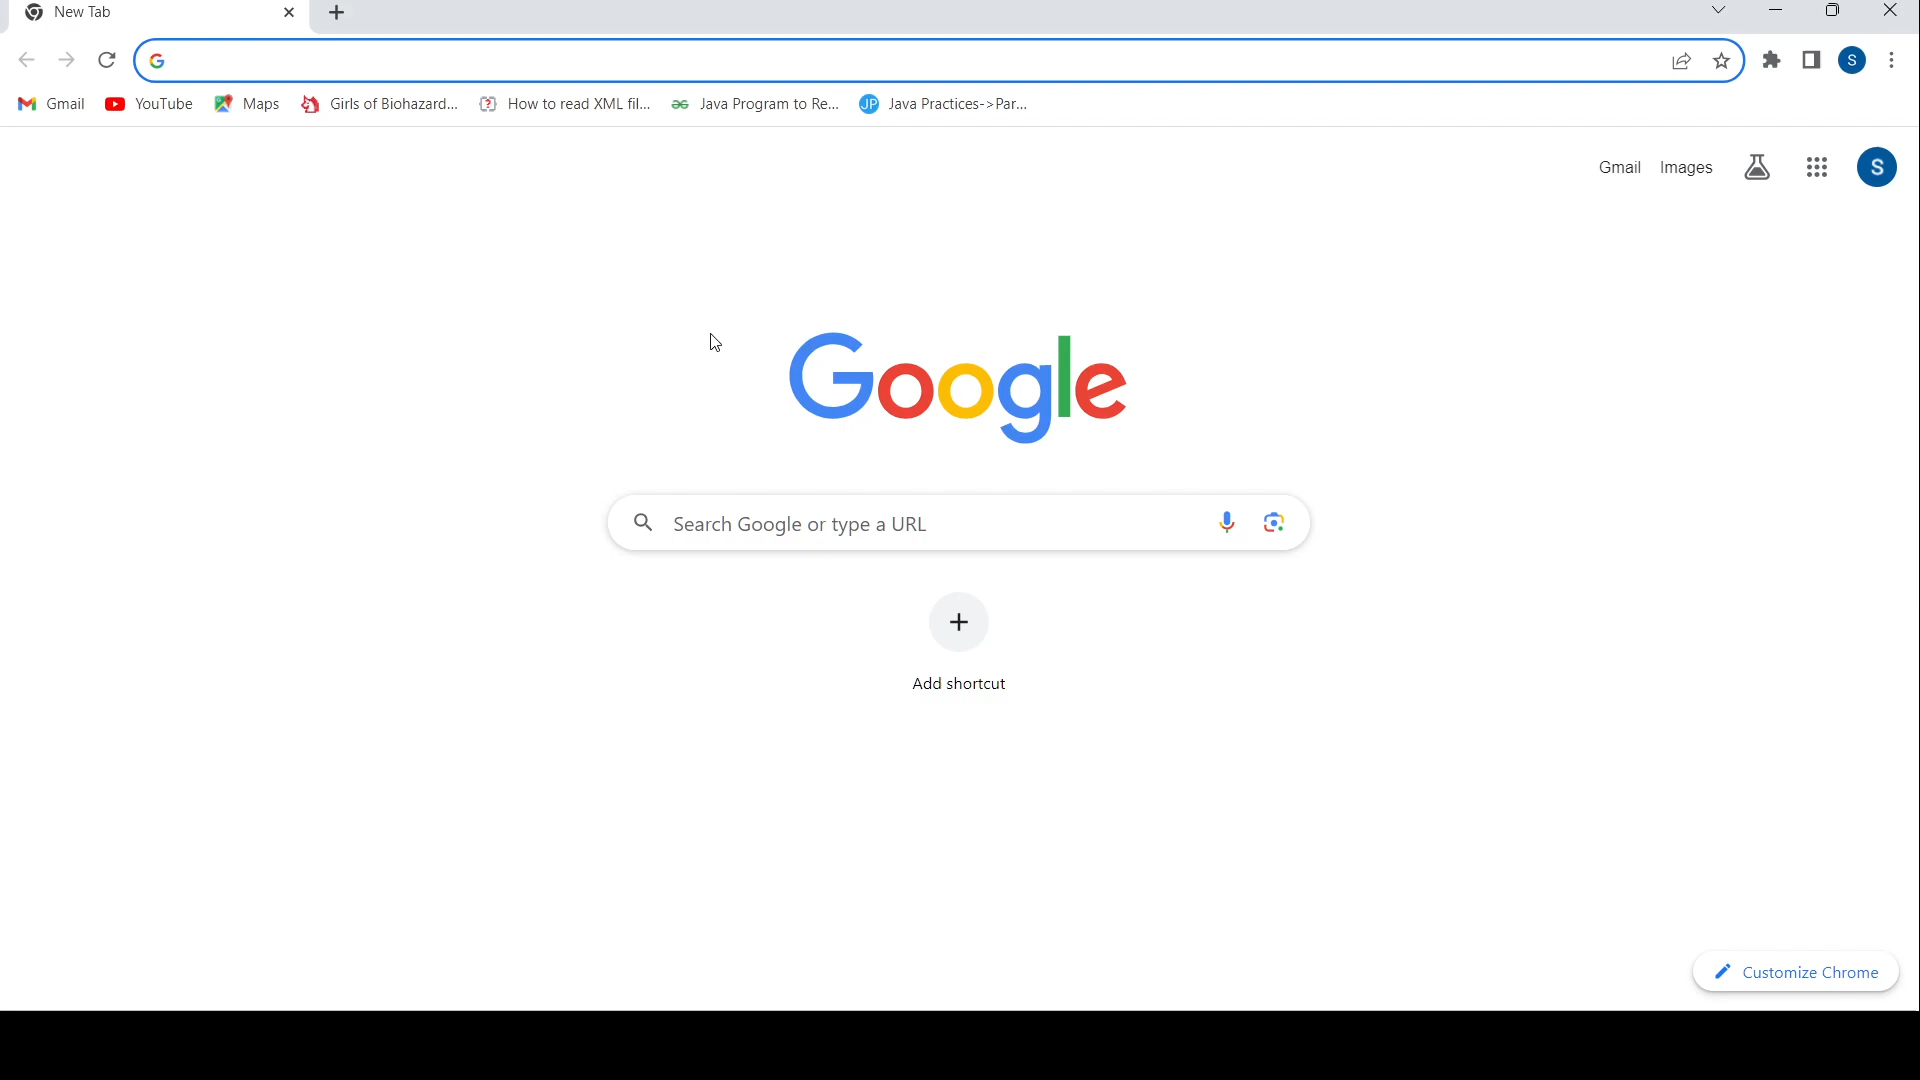 New Tab
G
S
Gmail YouTube Maps Girls of Biohazard... How to read XML fil... Java Program to Re... JP Java Practices->Par...
Gmail Images S
Google
Search Google or type a URL
Add shortcut
Customize Chrome